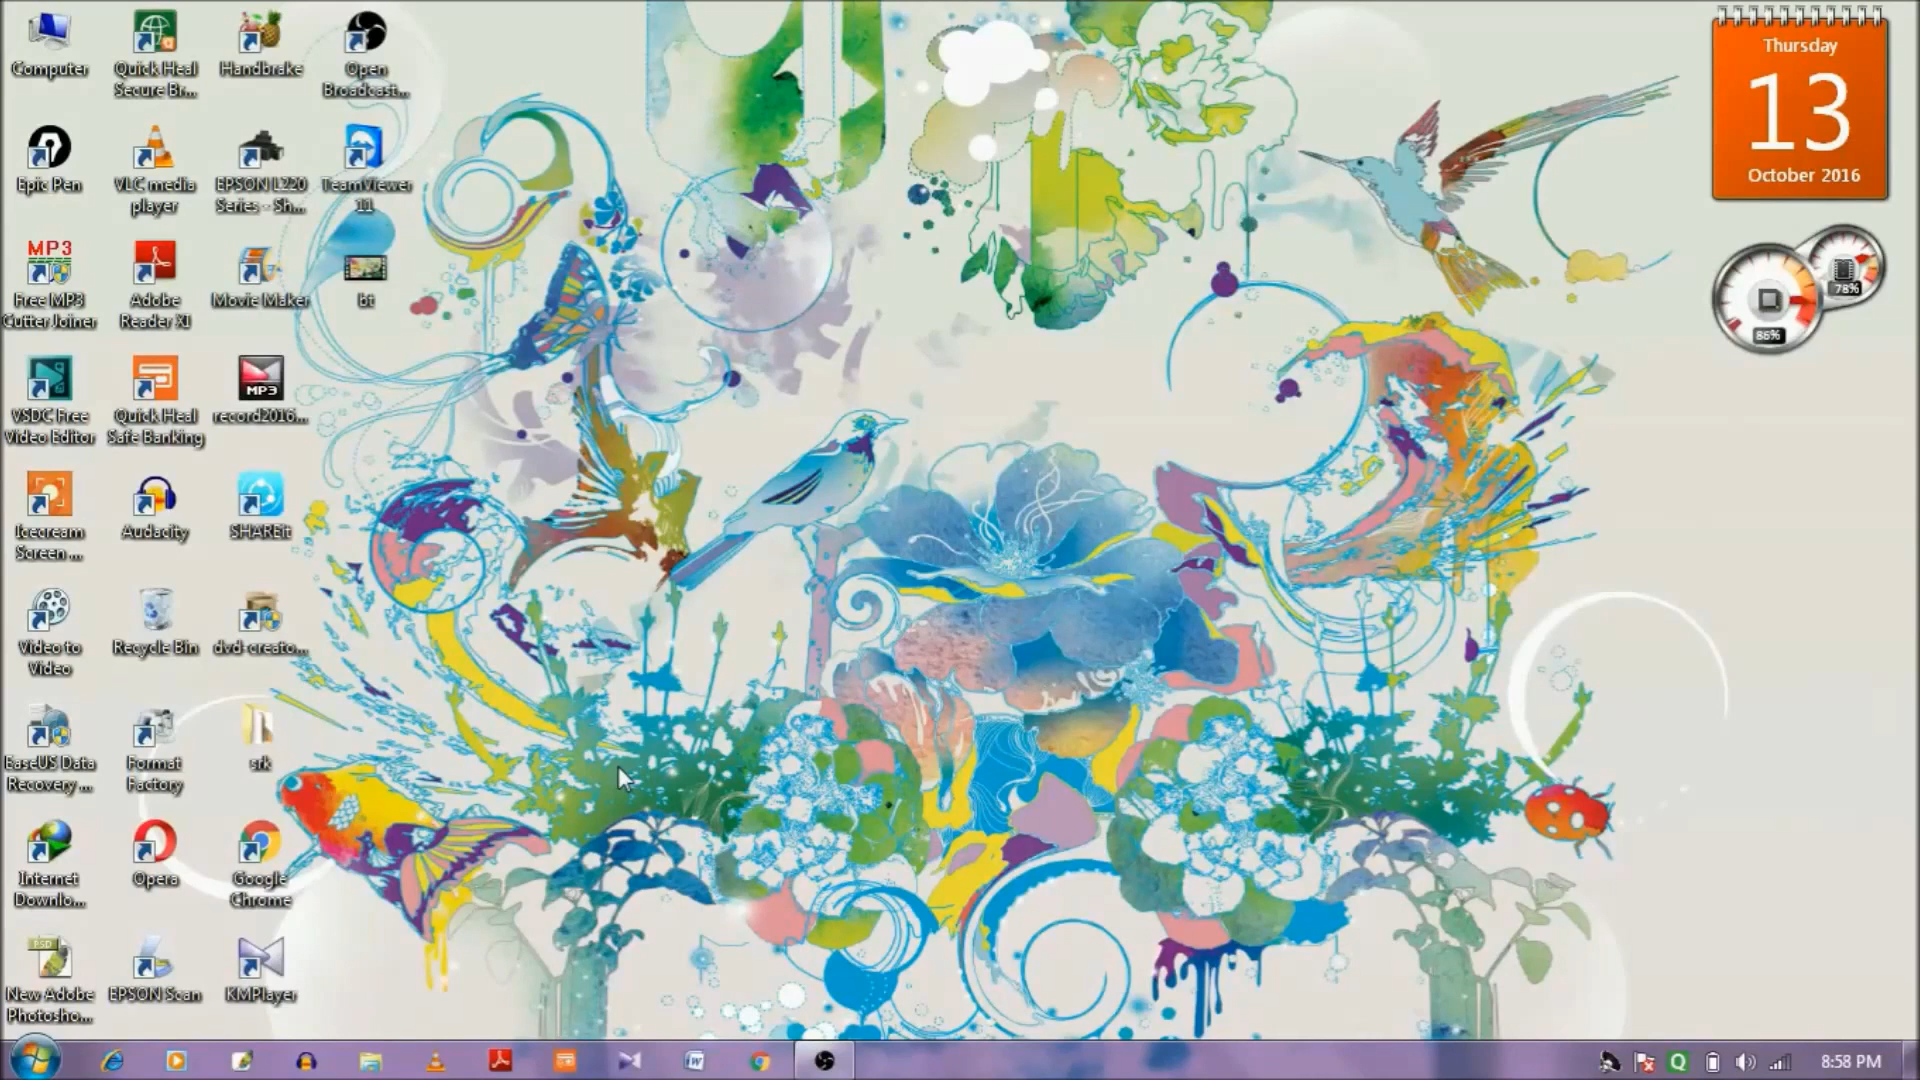 Computer
Quick Heal
Secure Br...
Handbrake
Open
Broadcast...
Epic Pen
VLC media
player
EPSON L220
Series - Sh...
TeamViewer
11
MP3
Free MP3
Cutter Joiner
Adobe
Reader XI
Movie Maker
bt
VSDC Free
Video Editor
Quick Heal
Safe Banking
MP3
record2016...
Icecream
Screen ...
Audacity
SHAREit
Video to
Video
Recycle Bin
dvd-creato...
EaseUS Data
Recovery ...
Format
Factory
srk
Internet
Downlo...
Opera
Google
Chrome
PSD
New Adobe
Photosho...
EPSON Scan
KMPlayer
Thursday
13
October 2016
78%
86%
8:58 PM